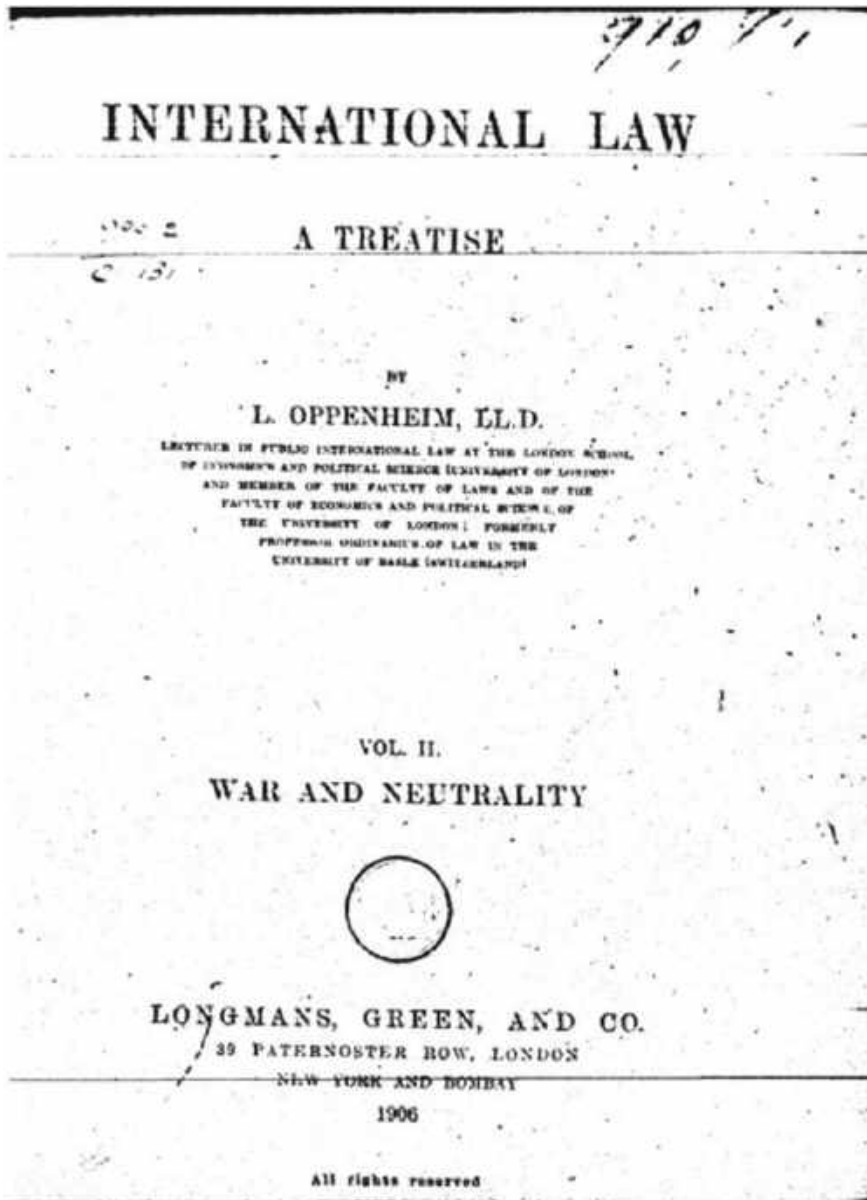 INTERNATIONAL LAW
A TREATISE
BY
L. OPPENHEIM, LL.D.
LECTURER IN PUBLIC INTERNATIONAL LAW AT THE LONDON SCHOOL
OF ECONOMICS AND POLITICAL SCIENCE (UNIVERSITY OF LONDON)
AND MEMBER OF THE FACULTY OF LAWS AND OF THE
FACULTY OF ECONOMICS AND POLITICAL SCIENCE, OF
THE UNIVERSITY OF LONDON; FORMERLY
PROFESSOR ORDINARIUS OF LAW IN THE
UNIVERSITY OF BASLE (SWITZERLAND)
VOL. II.
WAR AND NEUTRALITY
LONGMANS, GREEN, AND CO.
39 PATERNOSTER ROW, LONDON
NEW YORK AND BOMBAY
1906
All rights reserved